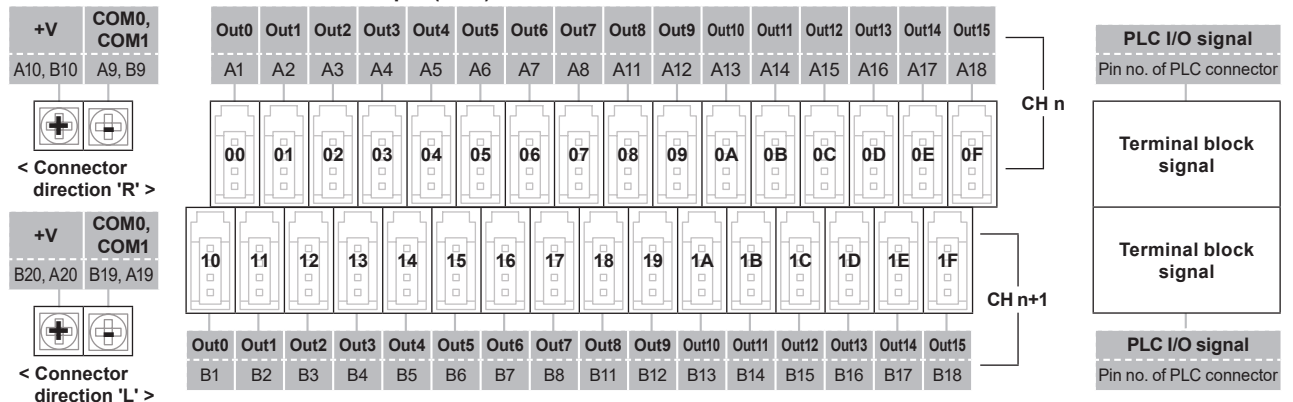 +V COM0, COM1
A10, B10 A9, B9
+ -
< Connector
direction 'R' >
+V COM0, COM1
B20, A20 B19, A19
+ -
< Connector
direction 'L' >
Out0 Out1 Out2 Out3 Out4 Out5 Out6 Out7 Out8 Out9 Out10 Out11 Out12 Out13 Out14 Out15
A1 A2 A3 A4 A5 A6 A7 A8 A11 A12 A13 A14 A15 A16 A17 A18
CH n
00 01 02 03 04 05 06 07 08 09 0A 0B 0C 0D 0E 0F
10 11 12 13 14 15 16 17 18 19 1A 1B 1C 1D 1E 1F
CH n+1
Out0 Out1 Out2 Out3 Out4 Out5 Out6 Out7 Out8 Out9 Out10 Out11 Out12 Out13 Out14 Out15
B1 B2 B3 B4 B5 B6 B7 B8 B11 B12 B13 B14 B15 B16 B17 B18
PLC I/O signal
Pin no. of PLC connector
Terminal block
signal
Terminal block
signal
PLC I/O signal
Pin no. of PLC connector